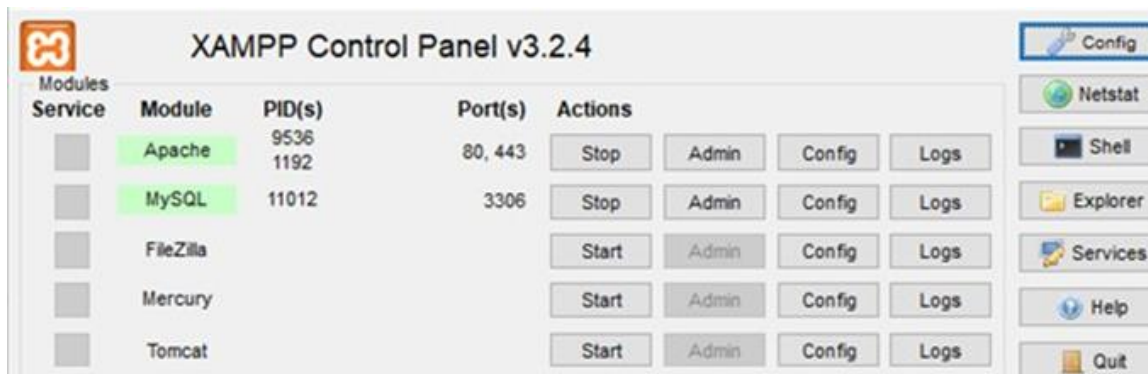 XAMPP Control Panel v3.2.4
Modules
Service Module PID(s) Port(s) Actions
Apache 9536 1192 80, 443 Stop Admin Config Logs
MySQL 11012 3306 Stop Admin Config Logs
FileZilla Start Admin Config Logs
Mercury Start Admin Config Logs
Tomcat Start Admin Config Logs
Config
Netstat
Shell
Explorer
Services
Help
Quit